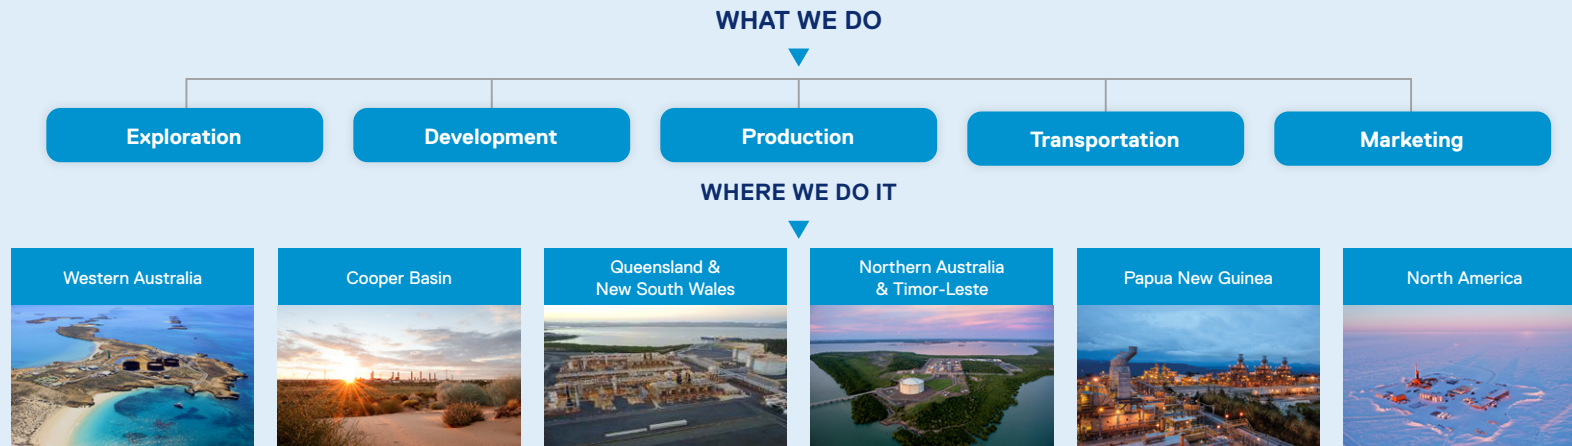 WHAT WE DO
Exploration
Development
Production
Transportation
Marketing
WHERE WE DO IT
Western Australia
Cooper Basin
Queensland &
New South Wales
Northern Australia
& Timor-Leste
Papua New Guinea
North America